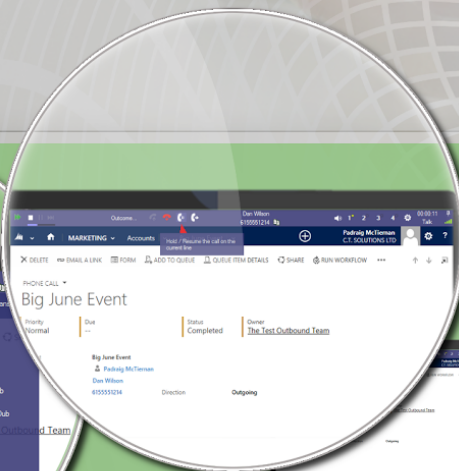 Outcome...
Dan Wilson
6155551214
1 2 3 4
00:00:11
Talk
MARKETING
Accounts
Hold / Resume the call on the
current line
Padraig McTiernan
C.T. SOLUTIONS LTD
?
DELETE EMAIL A LINK FORM ADD TO QUEUE QUEUE ITEM DETAILS SHARE RUN WORKFLOW ...
PHONE CALL
Big June Event
Priority
Normal
Due
--
Status
Completed
Owner
The Test Outbound Team
Big June Event
Padraig McTiernan
Dan Wilson
6155551214 Direction Outgoing
Outbound Team